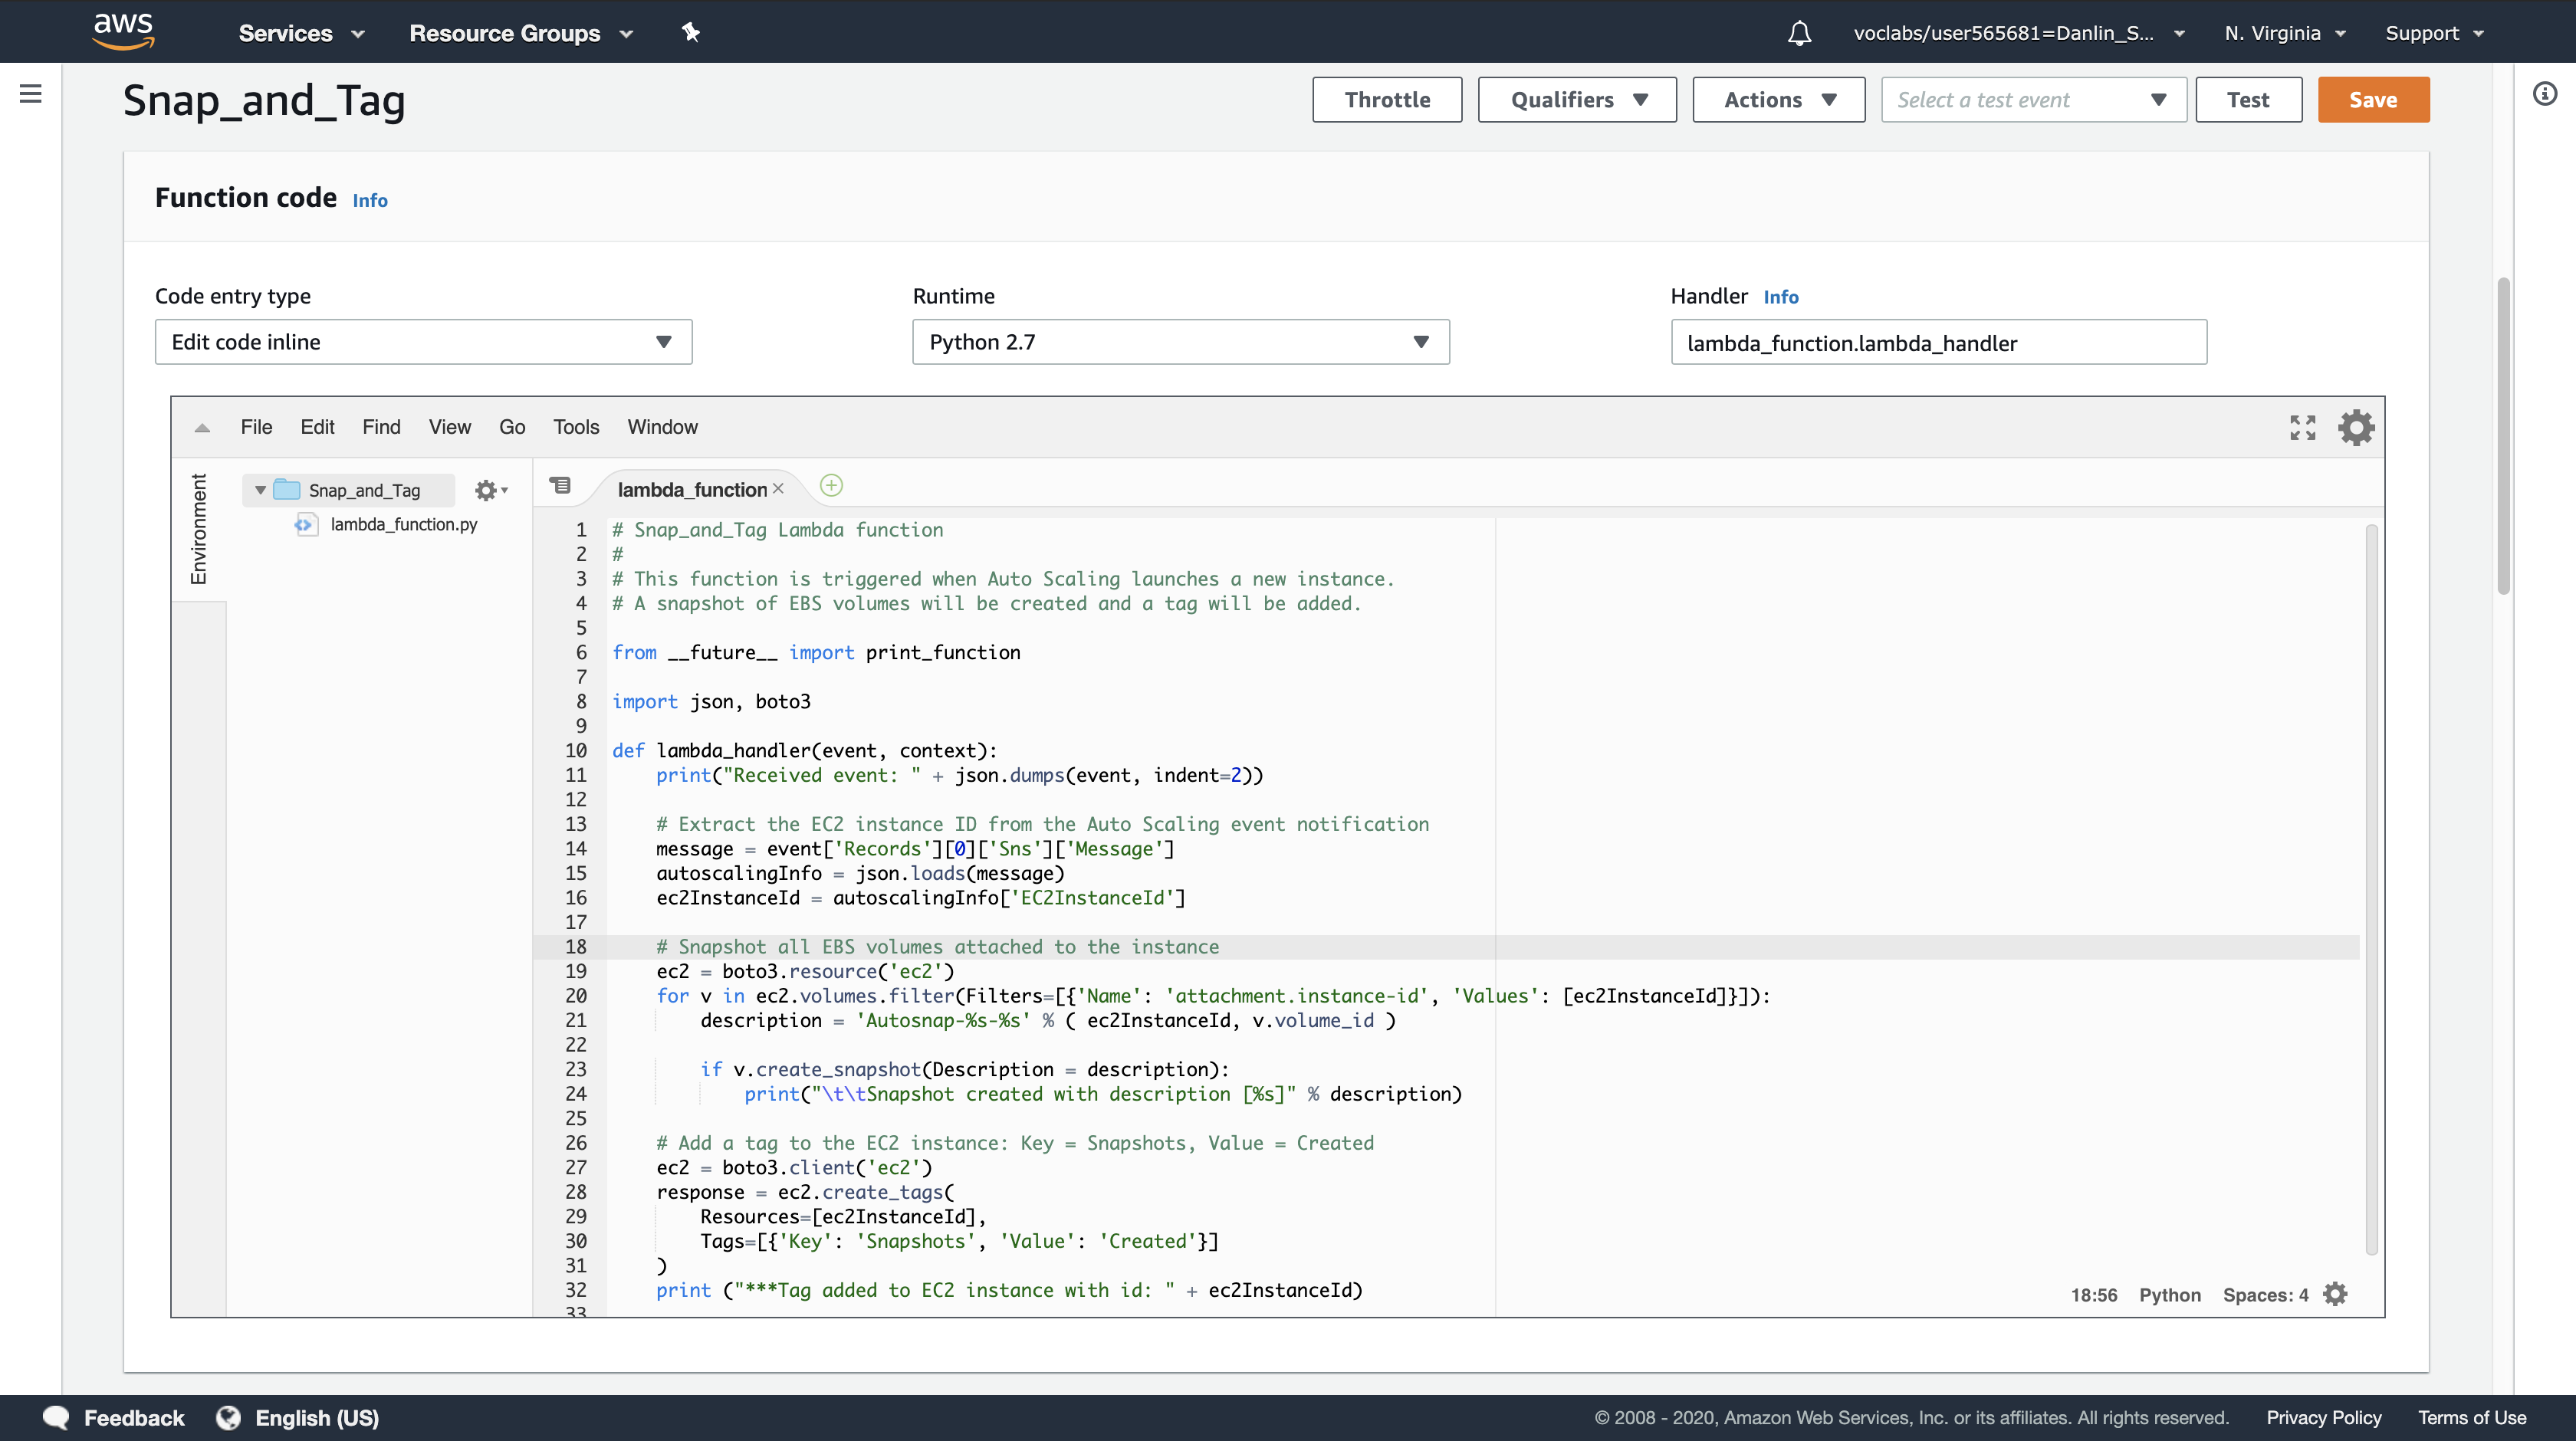 aws Services Resource Groups voclabs/user565681=Danlin_S... N. Virginia Support
Snap_and_Tag Throttle Qualifiers Actions Select a test event Test Save
Function code Info
Code entry type Runtime Handler Info
Edit code inline Python 2.7 lambda_function.lambda_handler
File Edit Find View Go Tools Window
Environment
Snap_and_Tag
lambda_function.py
lambda_function
1 # Snap_and_Tag Lambda function
2 #
3 # This function is triggered when Auto Scaling launches a new instance.
4 # A snapshot of EBS volumes will be created and a tag will be added.
5
6 from __future__ import print_function
7
8 import json, boto3
9
10 def lambda_handler(event, context):
11     print("Received event: " + json.dumps(event, indent=2))
12
13     # Extract the EC2 instance ID from the Auto Scaling event notification
14     message = event['Records'][0]['Sns']['Message']
15     autoscalingInfo = json.loads(message)
16     ec2InstanceId = autoscalingInfo['EC2InstanceId']
17
18     # Snapshot all EBS volumes attached to the instance
19     ec2 = boto3.resource('ec2')
20     for v in ec2.volumes.filter(Filters=[{'Name': 'attachment.instance-id', 'Values': [ec2InstanceId]}]):
21         description = 'Autosnap-%s-%s' % ( ec2InstanceId, v.volume_id )
22
23         if v.create_snapshot(Description = description):
24             print("\t\tSnapshot created with description [%s]" % description)
25
26     # Add a tag to the EC2 instance: Key = Snapshots, Value = Created
27     ec2 = boto3.client('ec2')
28     response = ec2.create_tags(
29         Resources=[ec2InstanceId],
30         Tags=[{'Key': 'Snapshots', 'Value': 'Created'}]
31     )
32     print ("***Tag added to EC2 instance with id: " + ec2InstanceId)
33
18:56 Python Spaces: 4
Feedback English (US) © 2008 - 2020, Amazon Web Services, Inc. or its affiliates. All rights reserved. Privacy Policy Terms of Use